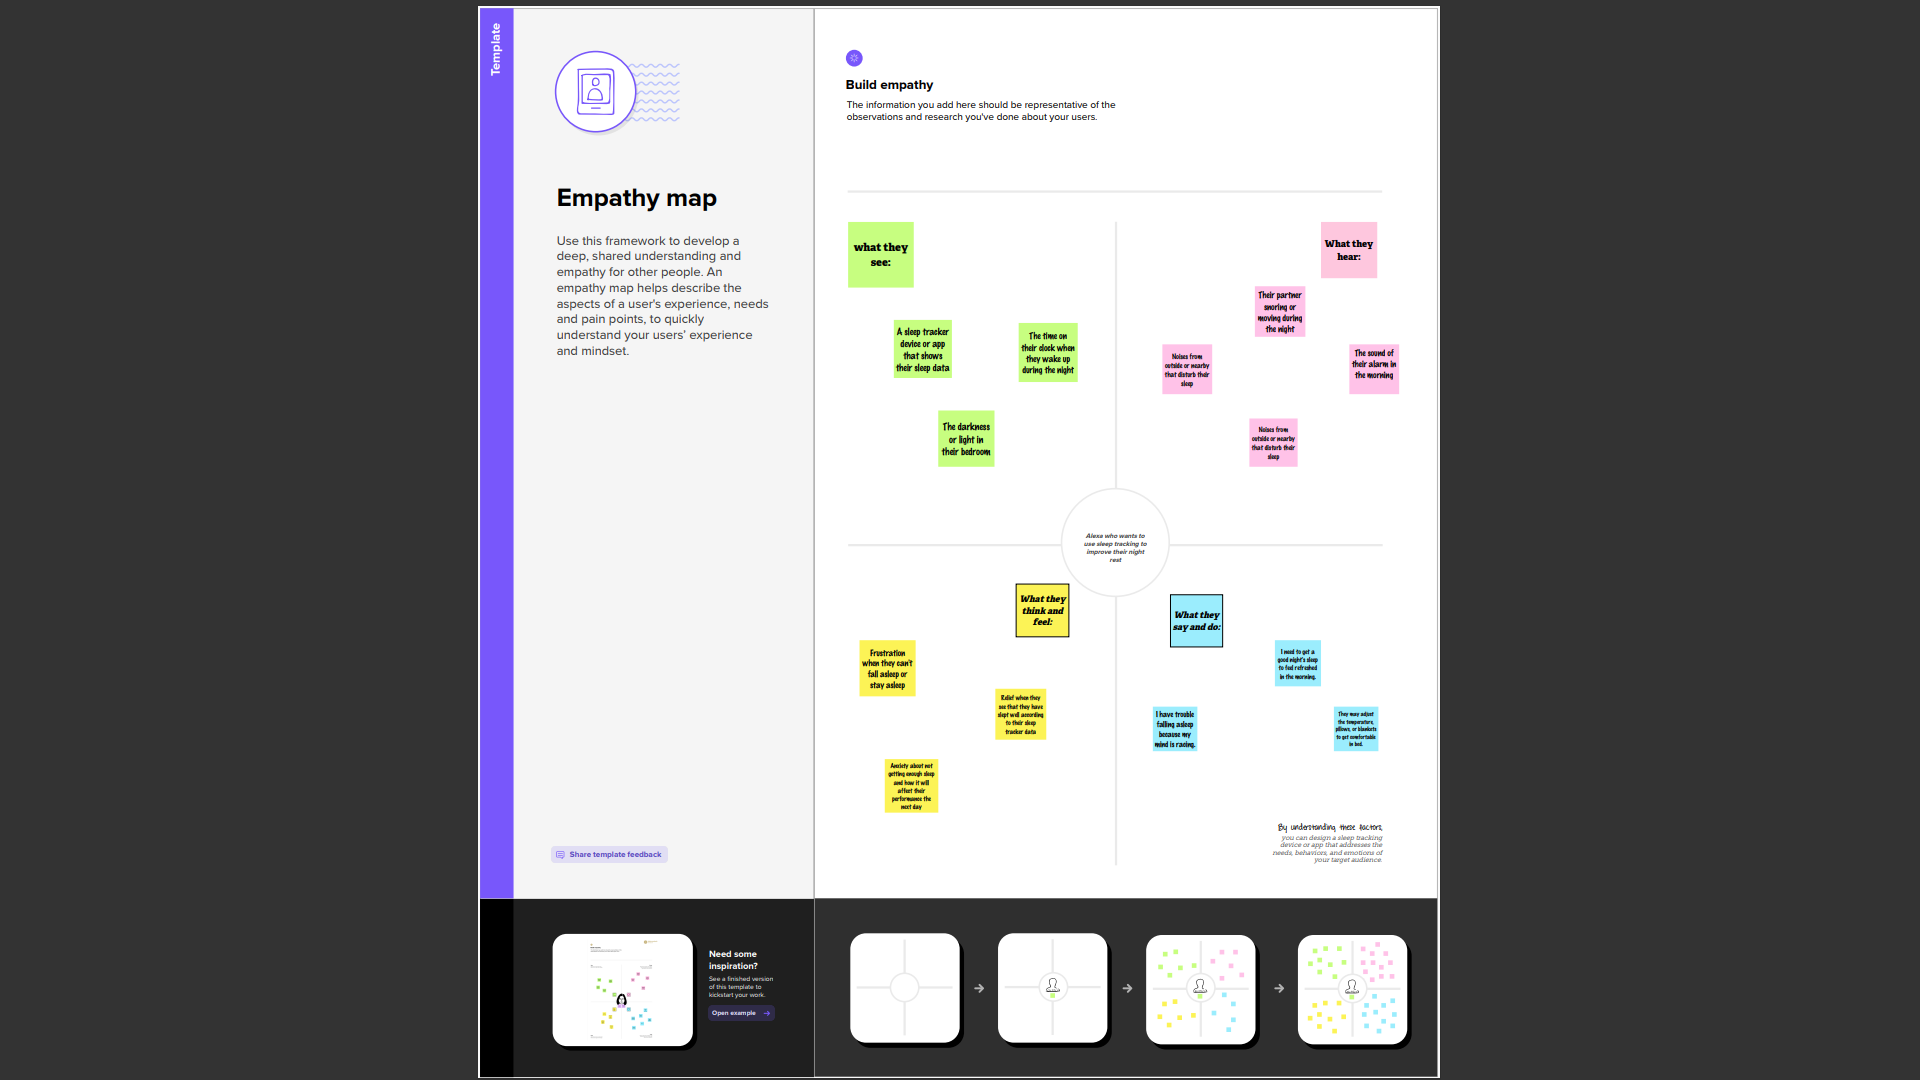 Template
Empathy map
Use this framework to develop a
deep, shared understanding and
empathy for other people. An
empathy map helps describe the
aspects of a user's experience, needs
and pain points, to quickly
understand your users' experience
and mindset.
Share template feedback
Build empathy
The information you add here should be representative of the
observations and research you've done about your users.
what they
see:
A sleep tracker
device or app
that shows
their sleep data
The time on
their clock when
they wake up
during the night
The darkness
or light in
their bedroom
What they
hear:
Their partner
snoring or
moving during
the night
Noises from
outside or nearby
that disturb their
sleep
The sound of
their alarm in
the morning
Noises from
outside or nearby
that disturb their
sleep
Alexa who wants to
use sleep tracking to
improve their night
rest
What they
think and
feel:
Frustration
when they can't
fall asleep or
stay asleep
Relief when they
see that they have
slept well according
to their sleep
tracker data
Anxiety about not
getting enough sleep
and how it will
affect their
performance the
next day
What they
say and do:
I need to get a
good night's sleep
to feel refreshed
in the morning.
I have trouble
falling asleep
because my
mind is racing.
They may adjust
the temperature,
pillows, or blankets
to get comfortable
in bed.
By understanding these factors,
you can design a sleep tracking
device or app that addresses the
needs, behaviors, and emotions of
your target audience.
Need some
inspiration?
See a finished version
of this template to
kickstart your work.
Open example